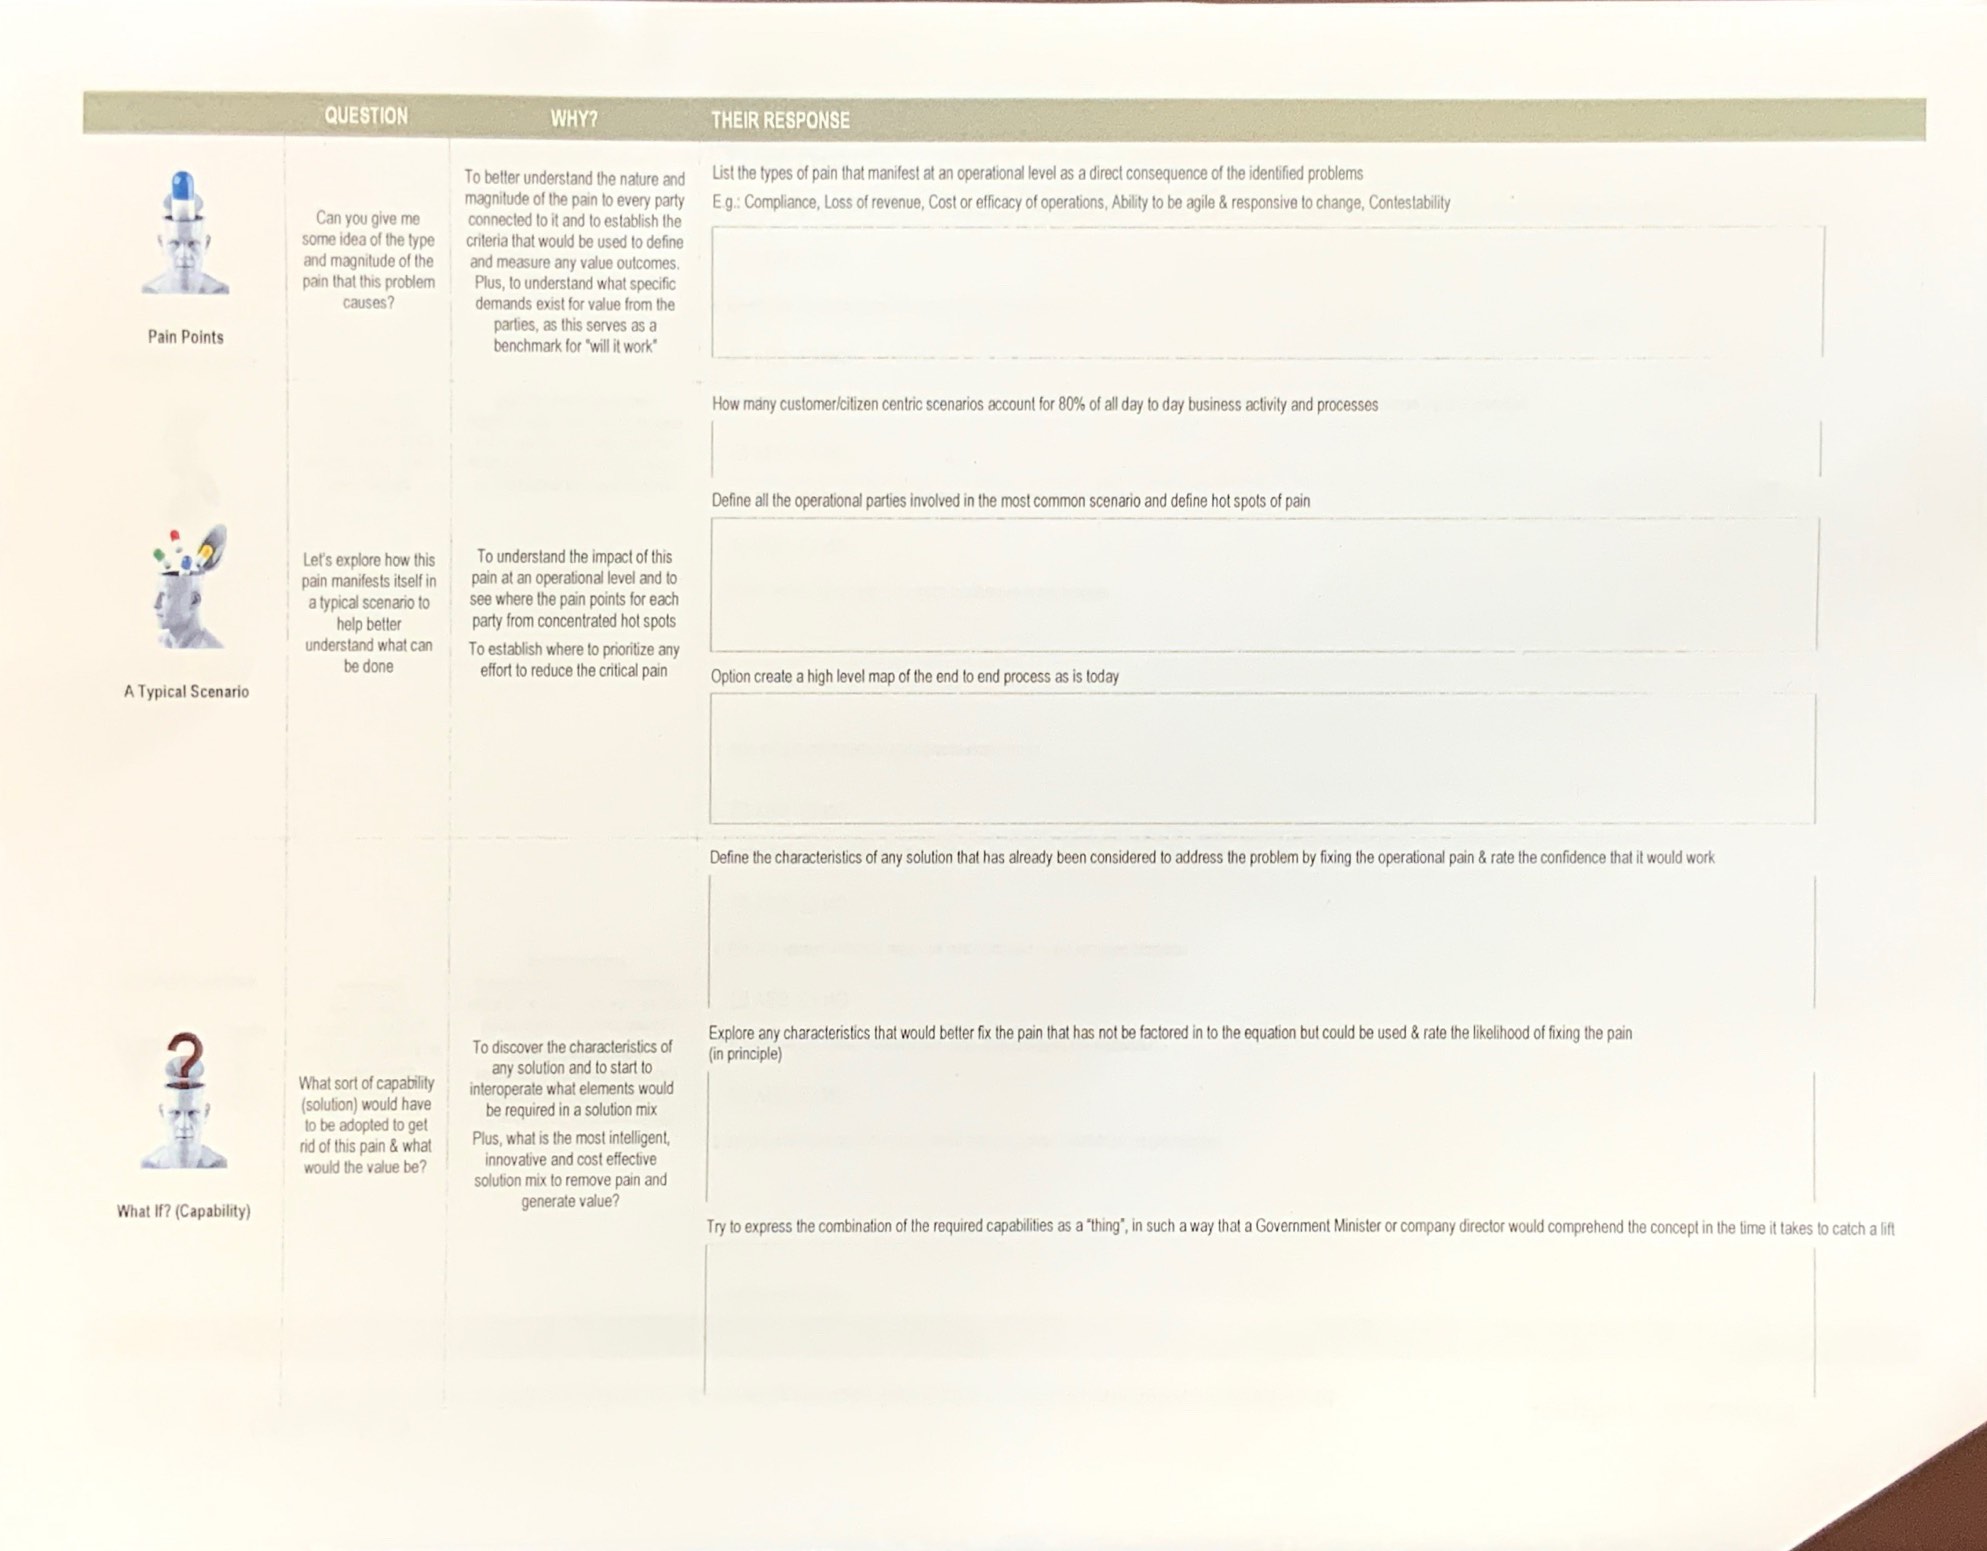 QUESTION
WHY?
THEIR RESPONSE
Pain Points
Can you give me
some idea of the type
and magnitude of the
pain that this problem
causes?
To better understand the nature and
magnitude of the pain to every party
connected to it and to establish the
criteria that would be used to define
and measure any value outcomes.
Plus, to understand what specific
demands exist for value from the
parties, as this serves as a
benchmark for "will it work"
List the types of pain that manifest at an operational level as a direct consequence of the identified problems
E.g.: Compliance, Loss of revenue, Cost or efficacy of operations, Ability to be agile & responsive to change, Contestability
A Typical Scenario
Let's explore how this
pain manifests itself in
a typical scenario to
help better
understand what can
be done
To understand the impact of this
pain at an operational level and to
see where the pain points for each
party from concentrated hot spots
To establish where to prioritize any
effort to reduce the critical pain
How many customer/citizen centric scenarios account for 80% of all day to day business activity and processes
Define all the operational parties involved in the most common scenario and define hot spots of pain
Option create a high level map of the end to end process as is today
What If? (Capability)
What sort of capability
(solution) would have
to be adopted to get
rid of this pain & what
would the value be?
To discover the characteristics of
any solution and to start to
interoperate what elements would
be required in a solution mix
Plus, what is the most intelligent,
innovative and cost effective
solution mix to remove pain and
generate value?
Define the characteristics of any solution that has already been considered to address the problem by fixing the operational pain & rate the confidence that it would work
Explore any characteristics that would better fix the pain that has not be factored in to the equation but could be used & rate the likelihood of fixing the pain
(in principle)
Try to express the combination of the required capabilities as a "thing", in such a way that a Government Minister or company director would comprehend the concept in the time it takes to catch a lift